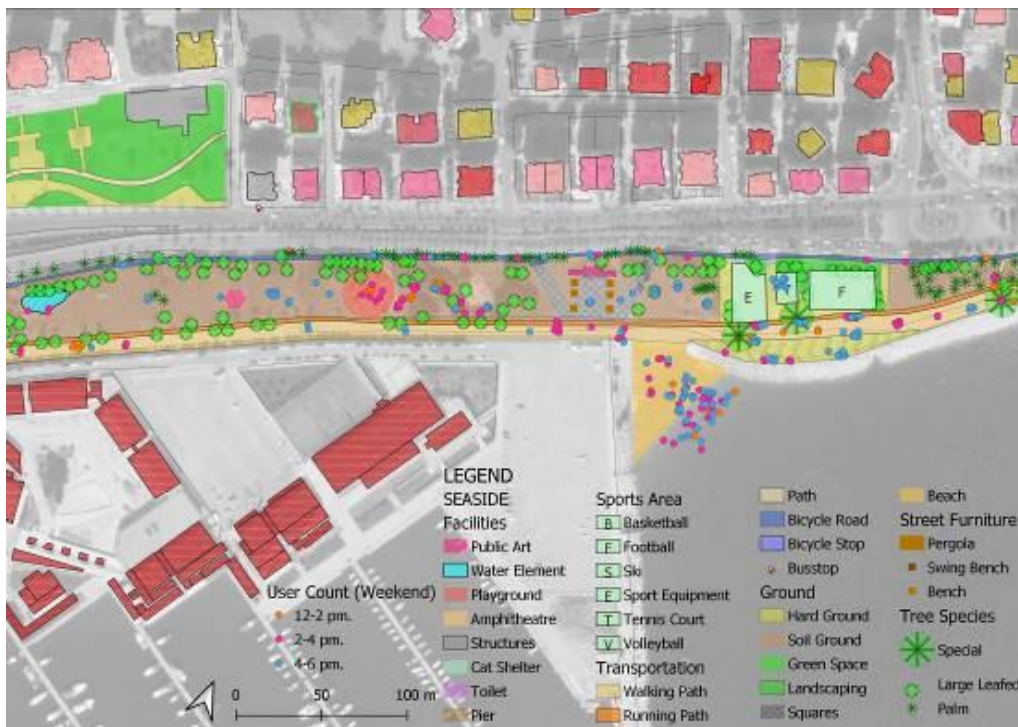 E
F
LEGEND
SEASIDE
Facilities
Public Art
Water Element
Playground
Amphitheatre
Structures
Cat Shelter
Toilet
Pier
Sports Area
B Basketball
F Football
S Ski
E Sport Equipment
T Tennis Court
V Volleyball
Transportation
Walking Path
Running Path
Path
Bicycle Road
Bicycle Stop
Busstop
Ground
Hard Ground
Soil Ground
Green Space
Landscaping
Squares
Beach
Street Furniture
Pergola
Swing Bench
Bench
Tree Species
Special
Large Leafed
Palm
User Count (Weekend)
12-2 pm.
2-4 pm.
4-6 pm.
0 50 100 m